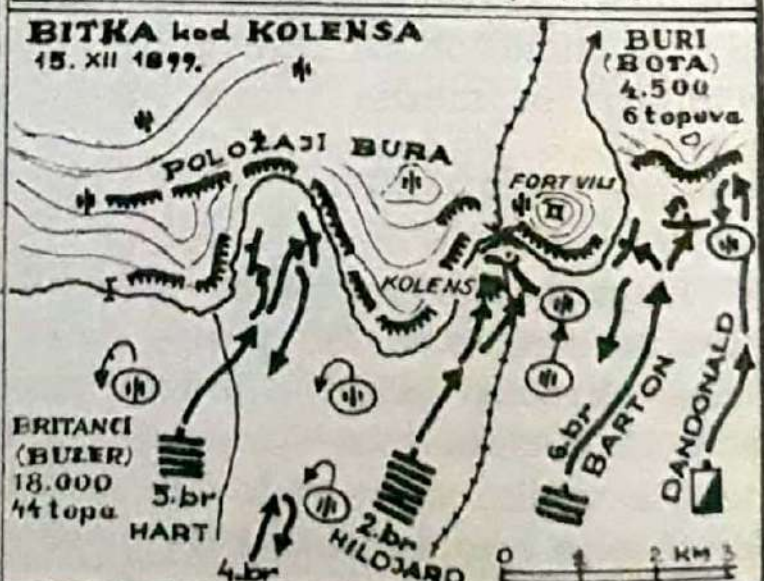 BITKA kod KOLENSA
15. XII 1899.
BURI
(BOTA)
4.500
6 topova
POLOŽAJI BURA
FORT VILI
KOLENS
BRITANCI
(BULER)
18.000
44 topa
5.br
HART
4.br
2.br
HILDJARD
6.br
BARTON
DANDONALD
0 1 2 KM 3